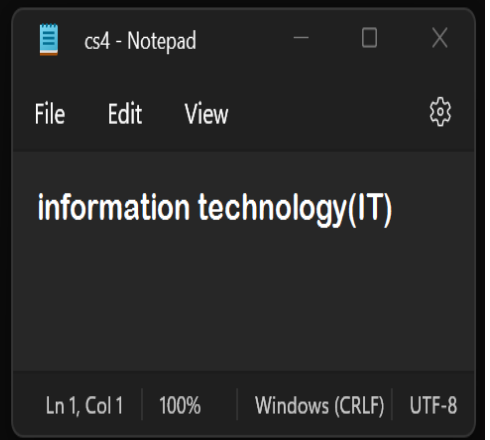 cs4 - Notepad
File Edit View
information technology(IT)
Ln 1, Col 1 100% Windows (CRLF) UTF-8